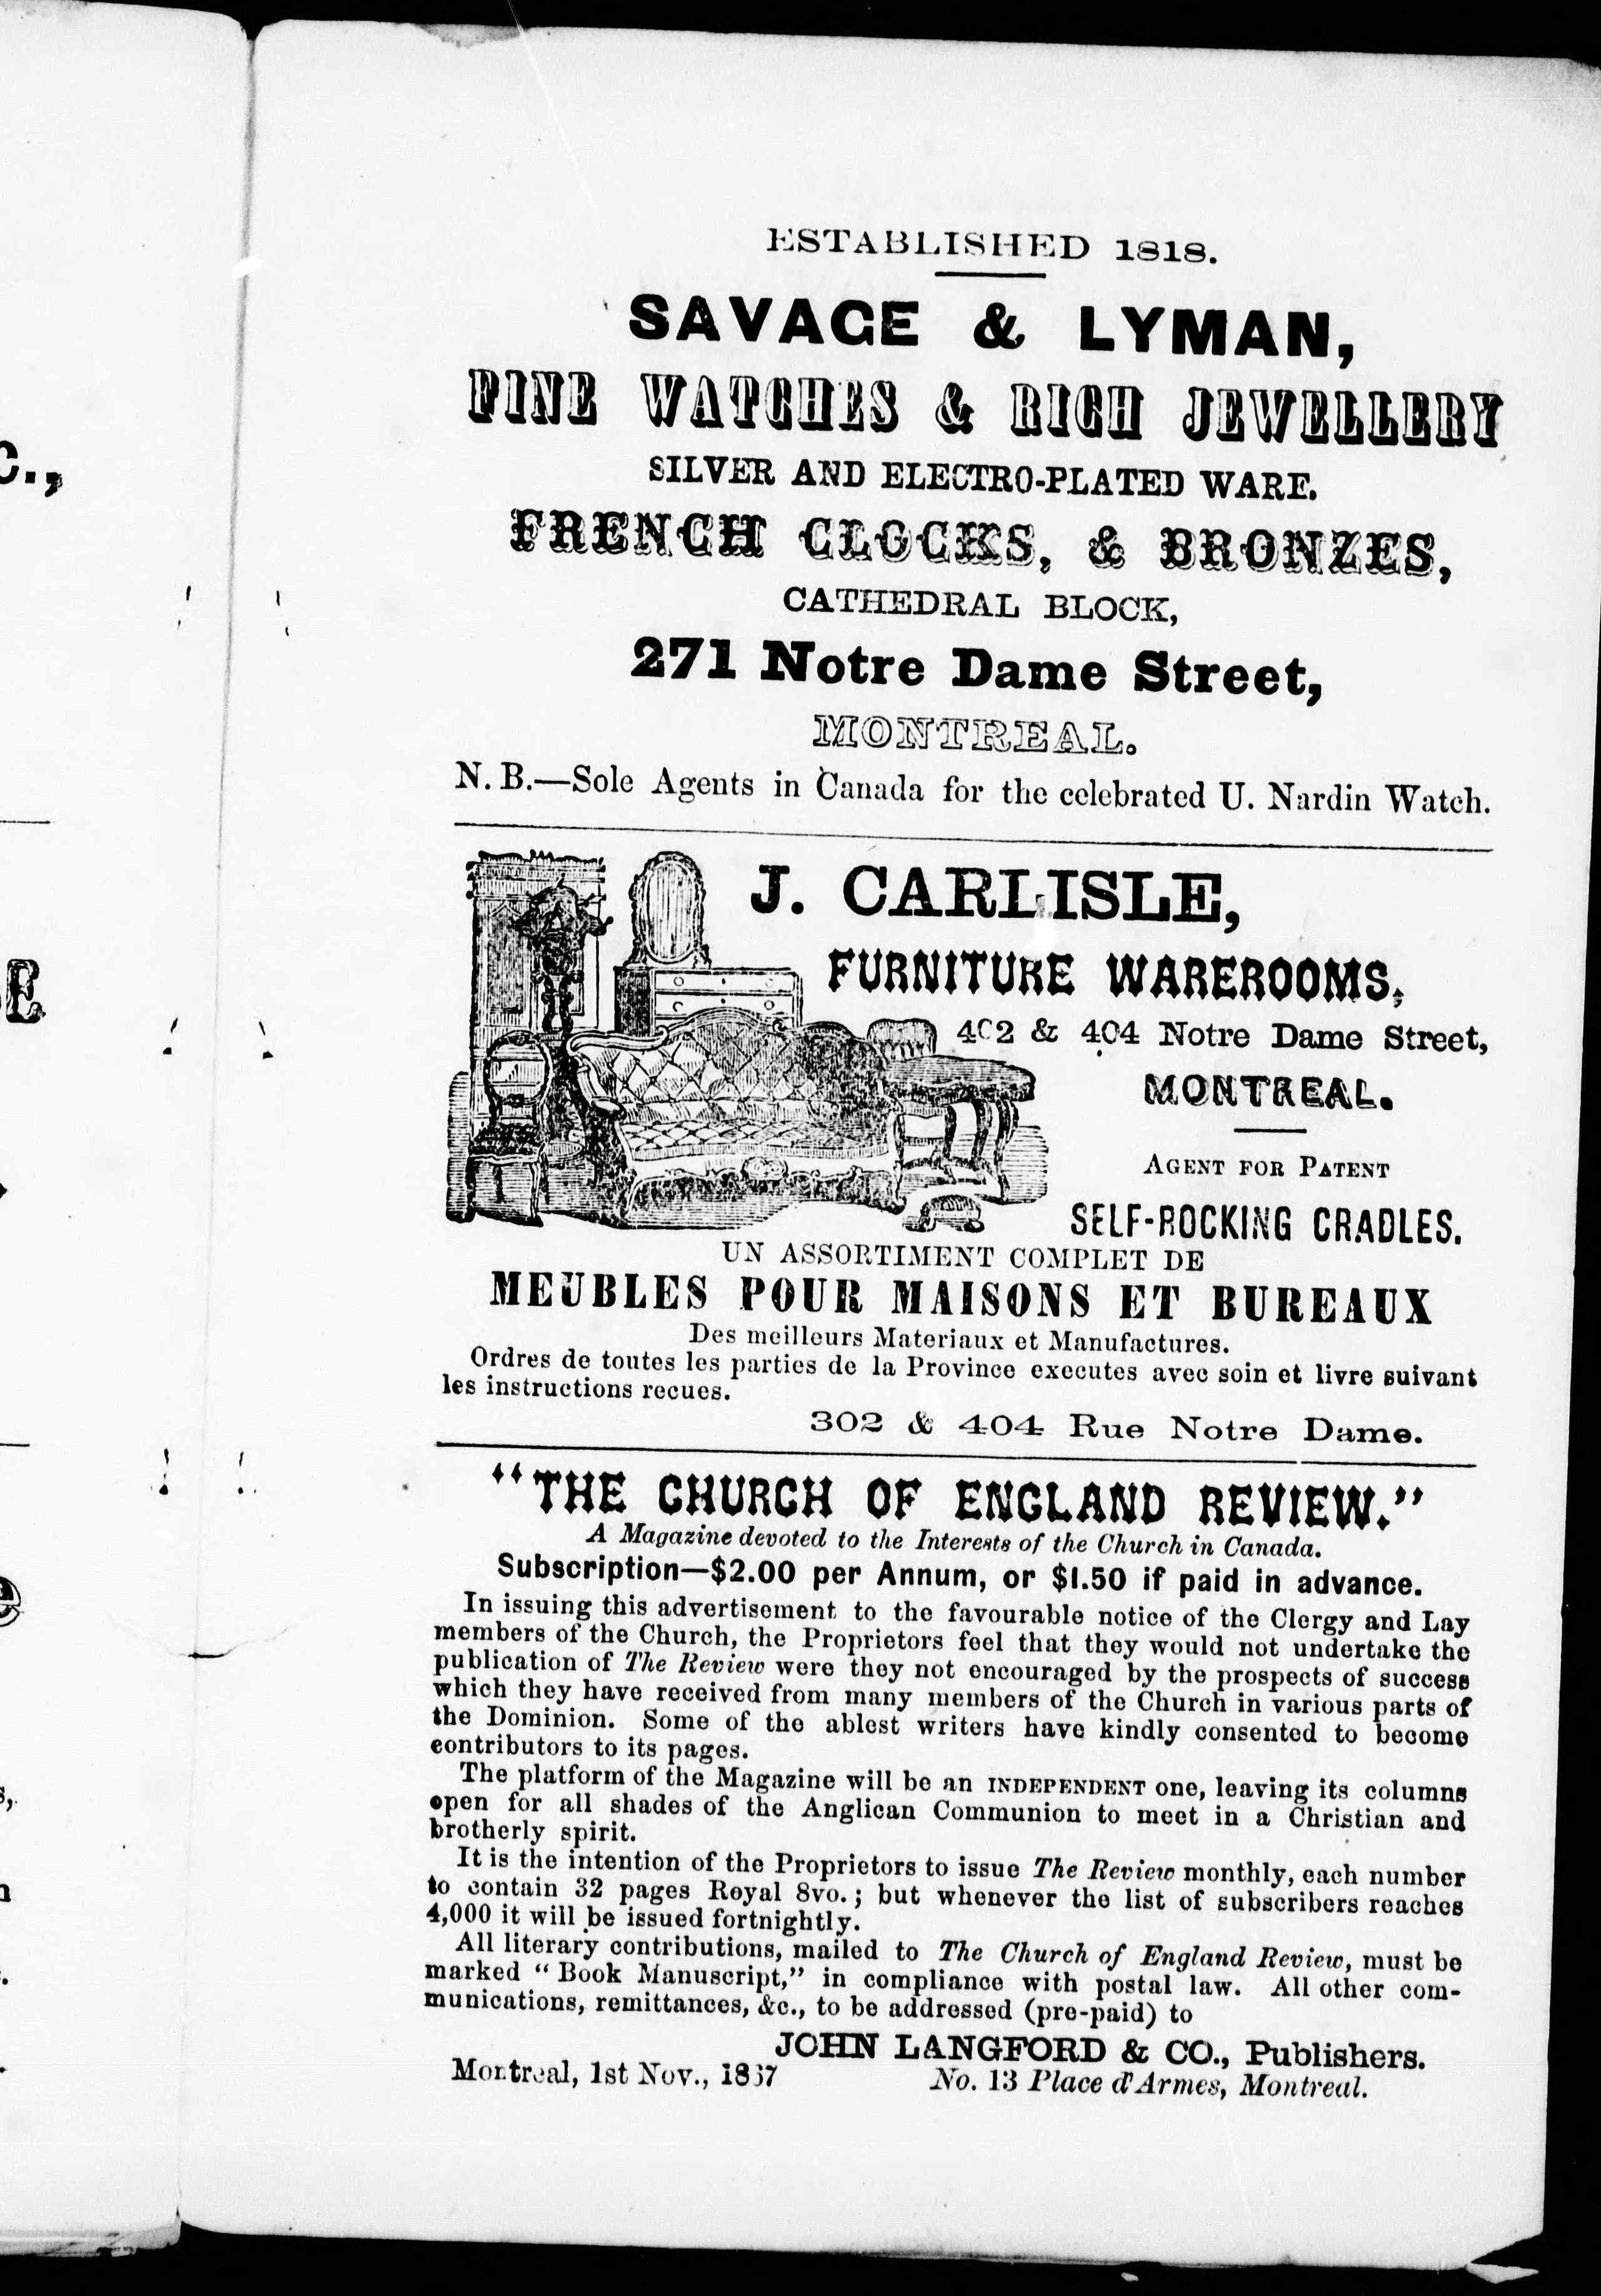 ESTABLISHED 1818.
SAVAGE & LYMAN,
FINE WATCHES & RICH JEWELLERY
SILVER AND ELECTRO-PLATED WARE.
FRENCH CLOCKS, & BRONZES,
CATHEDRAL BLOCK,
271 Notre Dame Street,
MONTREAL.
N. B.—Sole Agents in Canada for the celebrated U. Nardin Watch.
J. CARLISLE,
FURNITURE WAREROOMS,
402 & 404 Notre Dame Street,
MONTREAL.
AGENT FOR PATENT
SELF-ROCKING CRADLES.
UN ASSORTIMENT COMPLET DE
MEUBLES POUR MAISONS ET BUREAUX
Des meilleurs Materiaux et Manufactures.
Ordres de toutes les parties de la Province executes avec soin et livre suivant
les instructions recues.
302 & 404 Rue Notre Dame.
"THE CHURCH OF ENGLAND REVIEW."
A Magazine devoted to the Interests of the Church in Canada.
Subscription—$2.00 per Annum, or $1.50 if paid in advance.
In issuing this advertisement to the favourable notice of the Clergy and Lay
members of the Church, the Proprietors feel that they would not undertake the
publication of The Review were they not encouraged by the prospects of success
which they have received from many members of the Church in various parts of
the Dominion. Some of the ablest writers have kindly consented to become
contributors to its pages.
The platform of the Magazine will be an INDEPENDENT one, leaving its columns
open for all shades of the Anglican Communion to meet in a Christian and
brotherly spirit.
It is the intention of the Proprietors to issue The Review monthly, each number
to contain 32 pages Royal 8vo.; but whenever the list of subscribers reaches
4,000 it will be issued fortnightly.
All literary contributions, mailed to The Church of England Review, must be
marked "Book Manuscript," in compliance with postal law. All other com-
munications, remittances, &c., to be addressed (pre-paid) to
JOHN LANGFORD & CO., Publishers.
Montreal, 1st Nov., 1867 No. 13 Place d'Armes, Montreal.